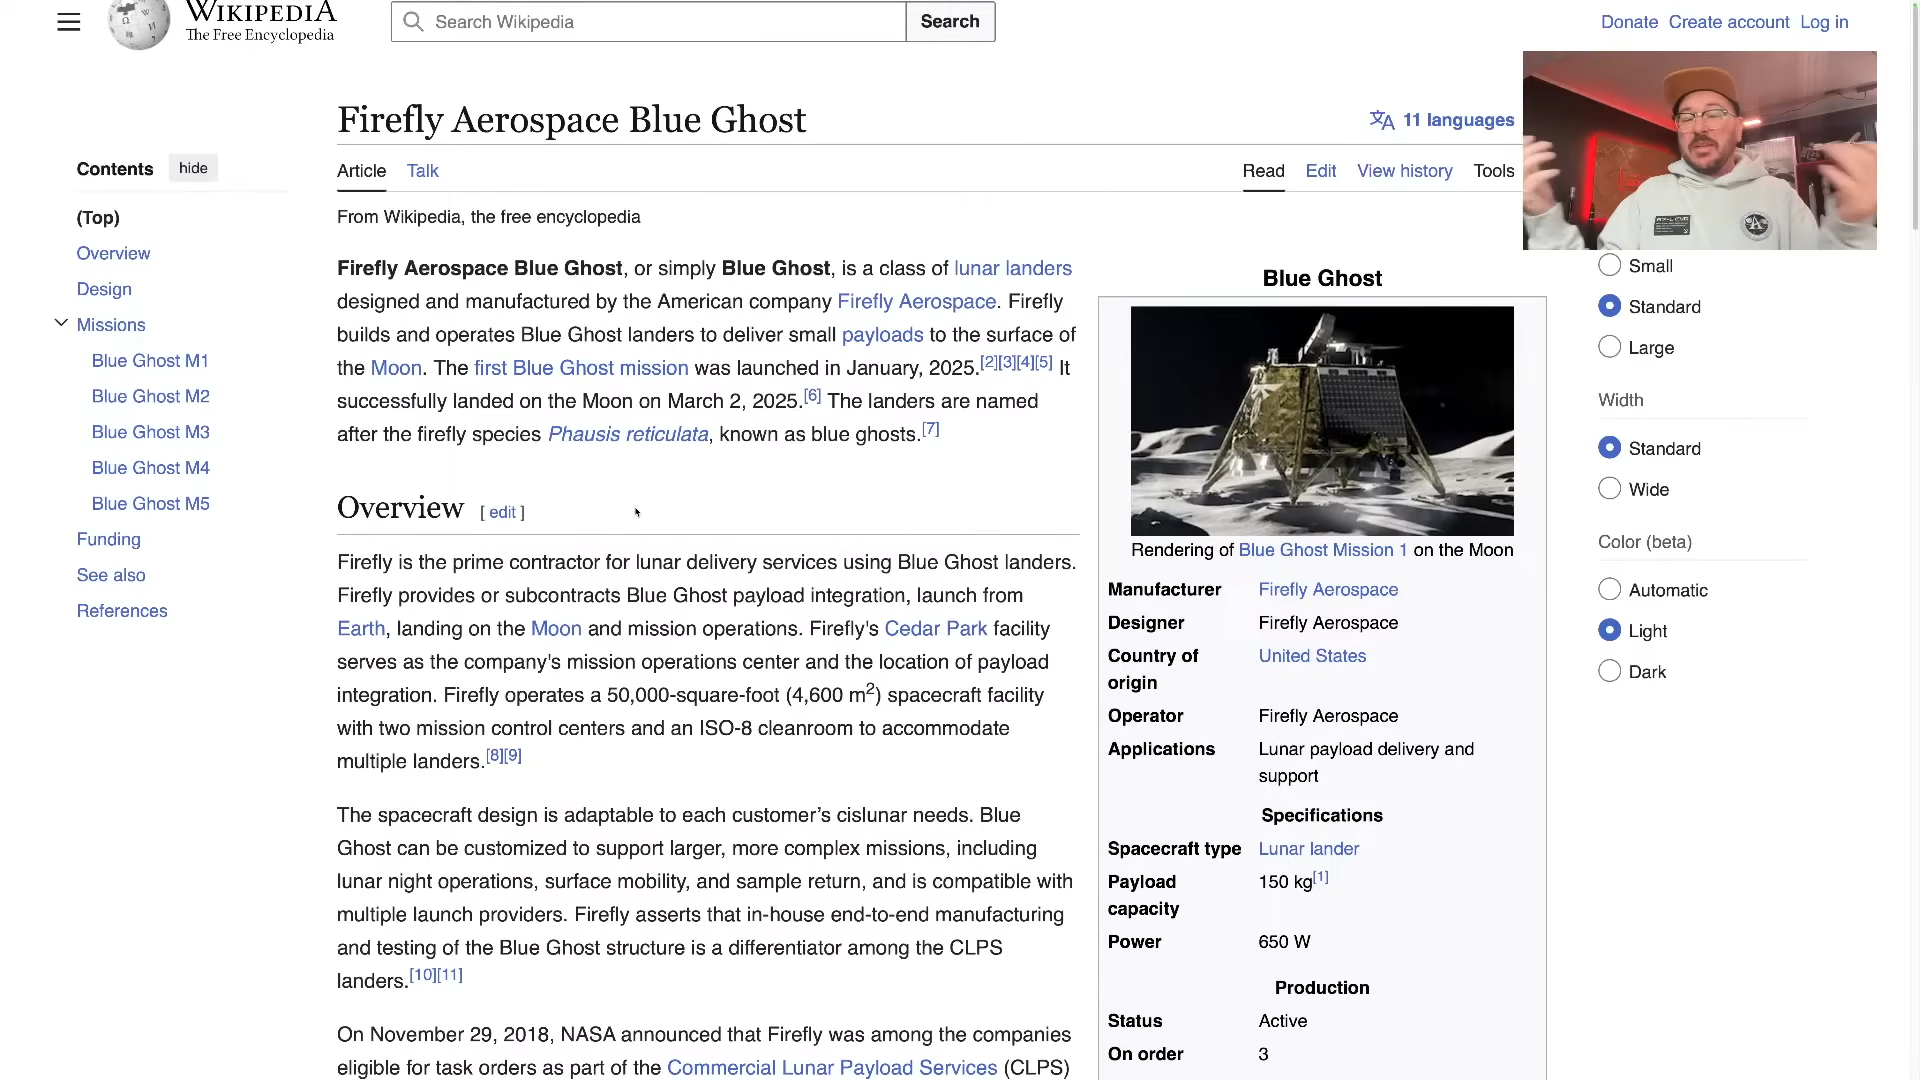 WIKIPEDIA
The Free Encyclopedia
Search Wikipedia
Search
Donate Create account Log in
Firefly Aerospace Blue Ghost
11 languages
Article Talk
Read Edit View history Tools
Contents hide
(Top)
Overview
Design
Missions
Blue Ghost M1
Blue Ghost M2
Blue Ghost M3
Blue Ghost M4
Blue Ghost M5
Funding
See also
References
From Wikipedia, the free encyclopedia
Firefly Aerospace Blue Ghost, or simply Blue Ghost, is a class of lunar landers
designed and manufactured by the American company Firefly Aerospace. Firefly
builds and operates Blue Ghost landers to deliver small payloads to the surface of
the Moon. The first Blue Ghost mission was launched in January, 2025.[2][3][4][5] It
successfully landed on the Moon on March 2, 2025.[6] The landers are named
after the firefly species Phausis reticulata, known as blue ghosts.[7]
Overview [ edit ]
Firefly is the prime contractor for lunar delivery services using Blue Ghost landers.
Firefly provides or subcontracts Blue Ghost payload integration, launch from
Earth, landing on the Moon and mission operations. Firefly's Cedar Park facility
serves as the company's mission operations center and the location of payload
integration. Firefly operates a 50,000-square-foot (4,600 m2) spacecraft facility
with two mission control centers and an ISO-8 cleanroom to accommodate
multiple landers.[8][9]
The spacecraft design is adaptable to each customer’s cislunar needs. Blue
Ghost can be customized to support larger, more complex missions, including
lunar night operations, surface mobility, and sample return, and is compatible with
multiple launch providers. Firefly asserts that in-house end-to-end manufacturing
and testing of the Blue Ghost structure is a differentiator among the CLPS
landers.[10][11]
On November 29, 2018, NASA announced that Firefly was among the companies
eligible for task orders as part of the Commercial Lunar Payload Services (CLPS)
Blue Ghost
Rendering of Blue Ghost Mission 1 on the Moon
Manufacturer Firefly Aerospace
Designer Firefly Aerospace
Country of United States
origin
Operator Firefly Aerospace
Applications Lunar payload delivery and
support
Specifications
Spacecraft type Lunar lander
Payload 150 kg[1]
capacity
Power 650 W
Production
Status Active
On order 3
Small
Standard
Large
Width
Standard
Wide
Color (beta)
Automatic
Light
Dark